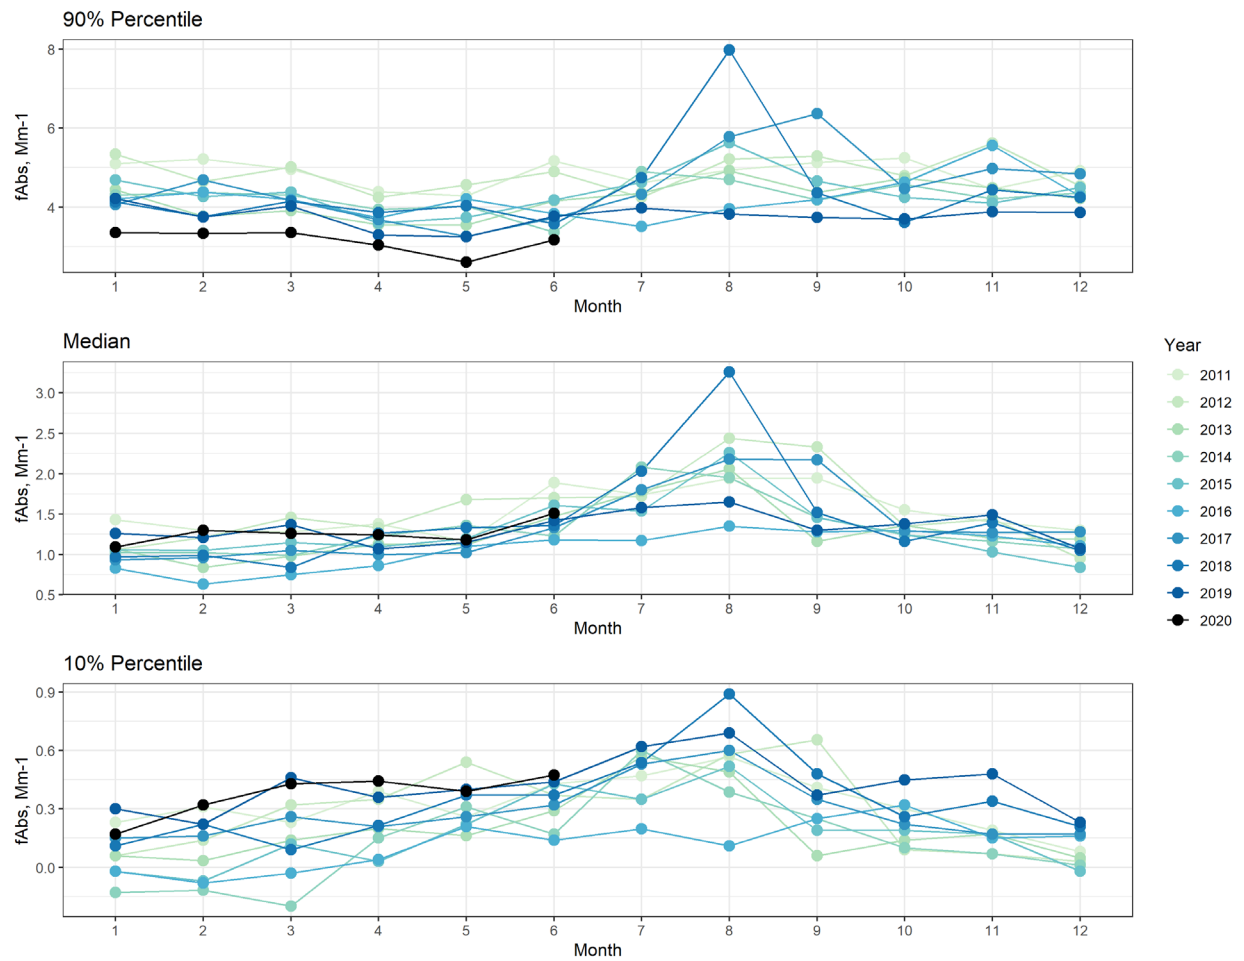 90% Percentile
fAbs, Mm-1
8
6
4
1 2 3 4 5 6 7 8 9 10 11 12
Month
Median
fAbs, Mm-1
3.0
2.5
2.0
1.5
1.0
0.5
1 2 3 4 5 6 7 8 9 10 11 12
Month
10% Percentile
fAbs, Mm-1
0.9
0.6
0.3
0.0
1 2 3 4 5 6 7 8 9 10 11 12
Month
Year
2011
2012
2013
2014
2015
2016
2017
2018
2019
2020